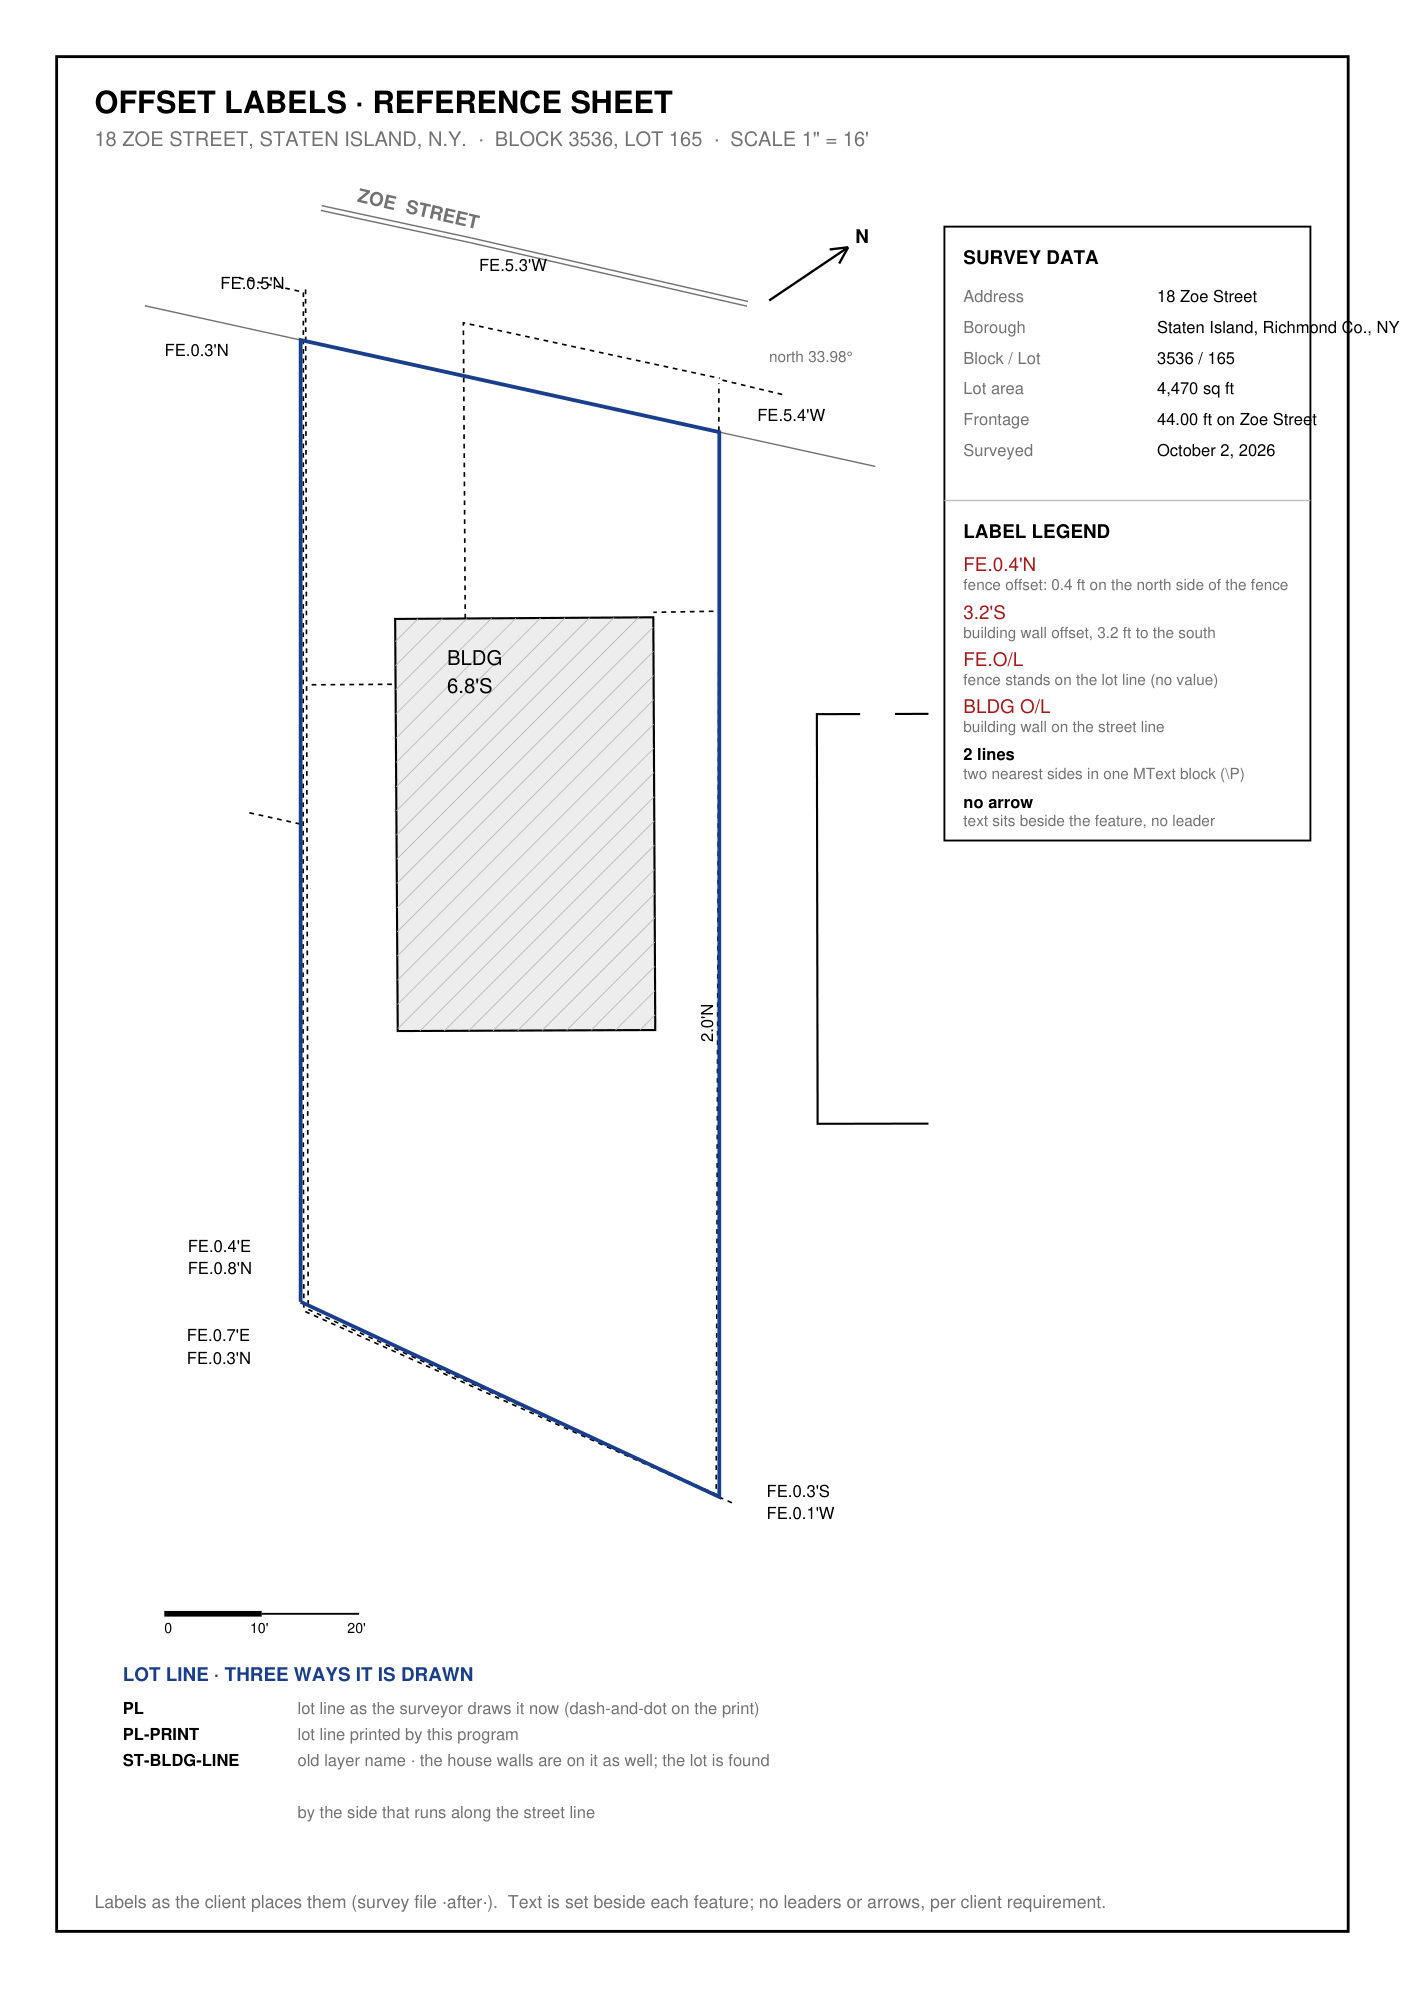 OFFSET LABELS · REFERENCE SHEET
18 ZOE STREET, STATEN ISLAND, N.Y. · BLOCK 3536, LOT 165 · SCALE 1" = 16'
ZOE STREET
N
FE.5.3'W
FE.0.5'N
FE.0.3'N
north 33.98°
FE.5.4'W
BLDG
6.8'S
2.0'N
FE.0.4'E
FE.0.8'N
FE.0.7'E
FE.0.3'N
FE.0.3'S
FE.0.1'W
SURVEY DATA
Address 18 Zoe Street
Borough Staten Island, Richmond Co., NY
Block / Lot 3536 / 165
Lot area 4,470 sq ft
Frontage 44.00 ft on Zoe Street
Surveyed October 2, 2026
LABEL LEGEND
FE.0.4'N
fence offset: 0.4 ft on the north side of the fence
3.2'S
building wall offset, 3.2 ft to the south
FE.O/L
fence stands on the lot line (no value)
BLDG O/L
building wall on the street line
2 lines
two nearest sides in one MText block (\P)
no arrow
text sits beside the feature, no leader
0 10' 20'
LOT LINE · THREE WAYS IT IS DRAWN
PL lot line as the surveyor draws it now (dash-and-dot on the print)
PL-PRINT lot line printed by this program
ST-BLDG-LINE old layer name · the house walls are on it as well; the lot is found
by the side that runs along the street line
Labels as the client places them (survey file ·after·). Text is set beside each feature; no leaders or arrows, per client requirement.